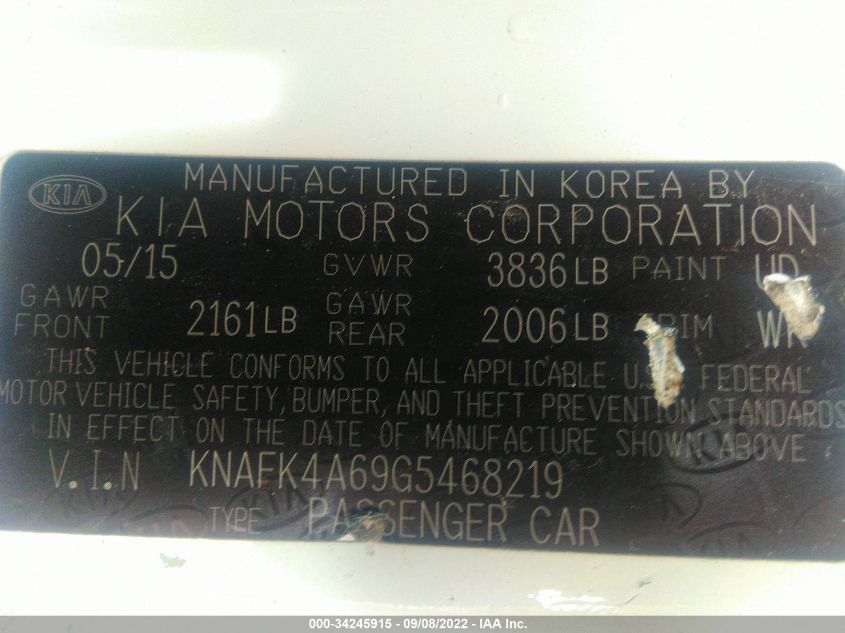 KIA
MANUFACTURED IN KOREA BY
KIA MOTORS CORPORATION
05/15 GVWR 3836LB PAINT UD
GAWR FRONT 2161LB GAWR REAR 2006LB TRIM WK
THIS VEHICLE CONFORMS TO ALL APPLICABLE U.S. FEDERAL
MOTOR VEHICLE SAFETY, BUMPER, AND THEFT PREVENTION STANDARDS
IN EFFECT ON THE DATE OF MANUFACTURE SHOWN ABOVE
V.I.N KNAFK4A69G5468219
TYPE PASSENGER CAR
000-34245915 - 09/08/2022 - IAA Inc.